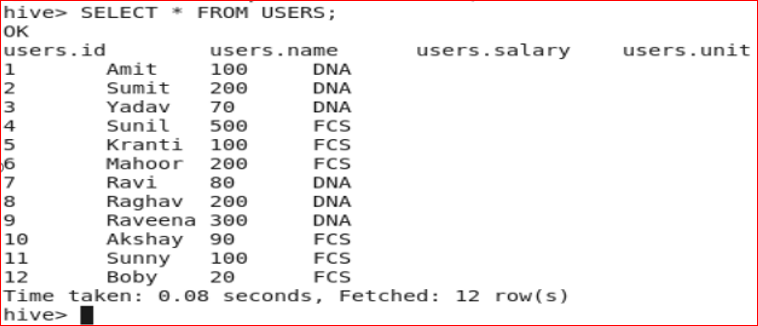 hive> SELECT * FROM USERS;
OK
users.id users.name users.salary users.unit
1 Amit 100 DNA
2 Sumit 200 DNA
3 Yadav 70 DNA
4 Sunil 500 FCS
5 Kranti 100 FCS
6 Mahoor 200 FCS
7 Ravi 80 DNA
8 Raghav 200 DNA
9 Raveena 300 DNA
10 Akshay 90 FCS
11 Sunny 100 FCS
12 Boby 20 FCS
Time taken: 0.08 seconds, Fetched: 12 row(s)
hive>